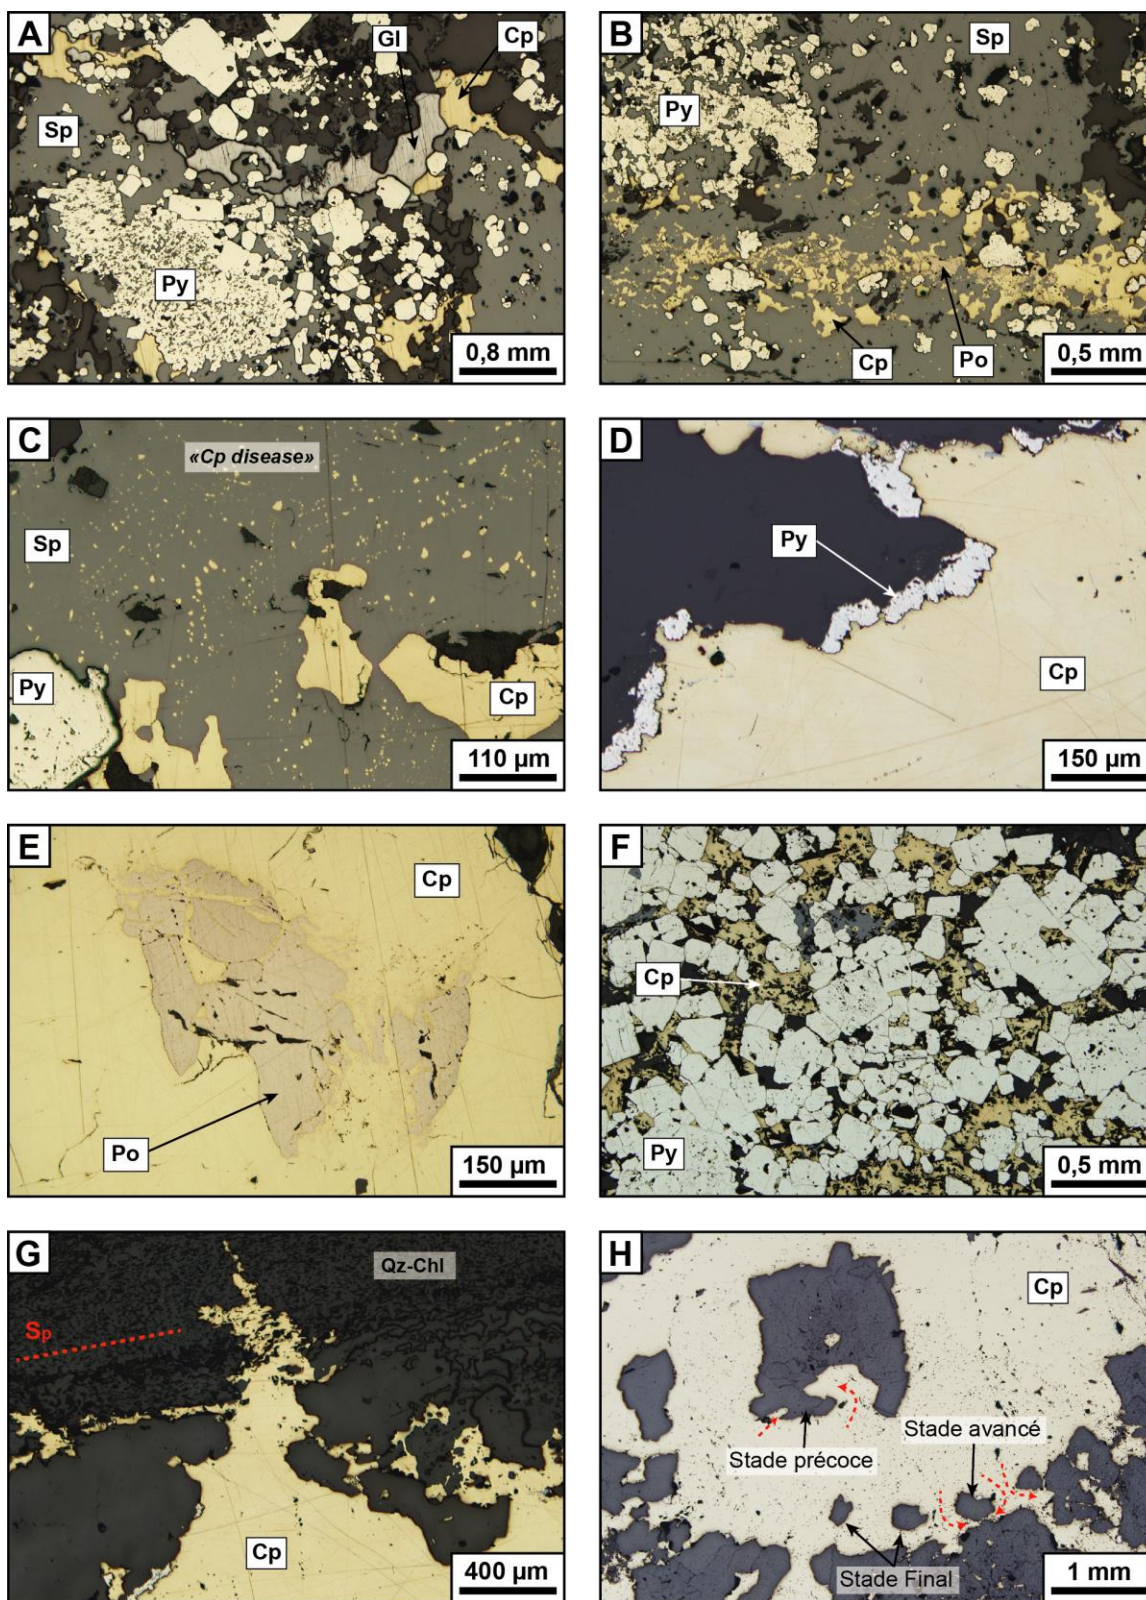 A
Gl
Cp
Sp
Py
0,8 mm
B
Sp
Py
Cp
Po
0,5 mm
C
«Cp disease»
Sp
Py
Cp
110 µm
D
Py
Cp
150 µm
E
Cp
Po
150 µm
F
Cp
Py
0,5 mm
G
Qz-Chl
Sp
Cp
400 µm
H
Cp
Stade avancé
Stade précoce
Stade Final
1 mm